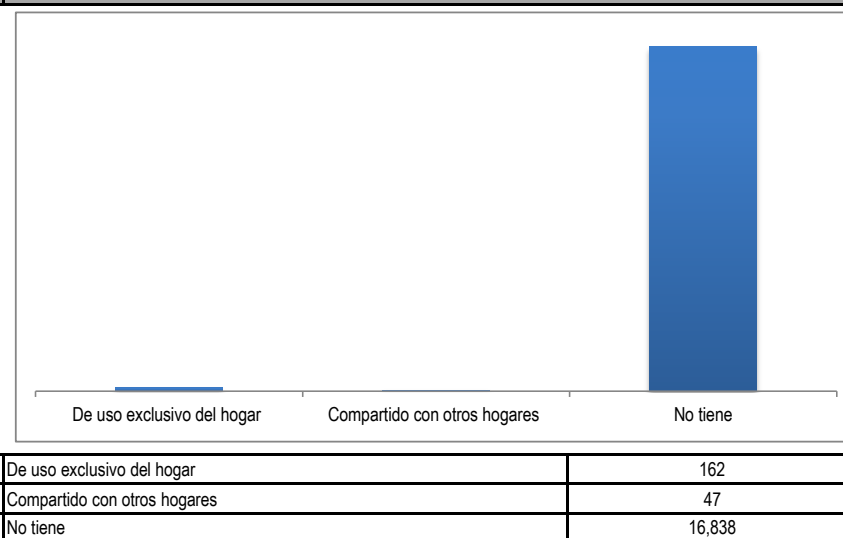 De uso exclusivo del hogar Compartido con otros hogares No tiene
De uso exclusivo del hogar 162
Compartido con otros hogares 47
No tiene 16,838